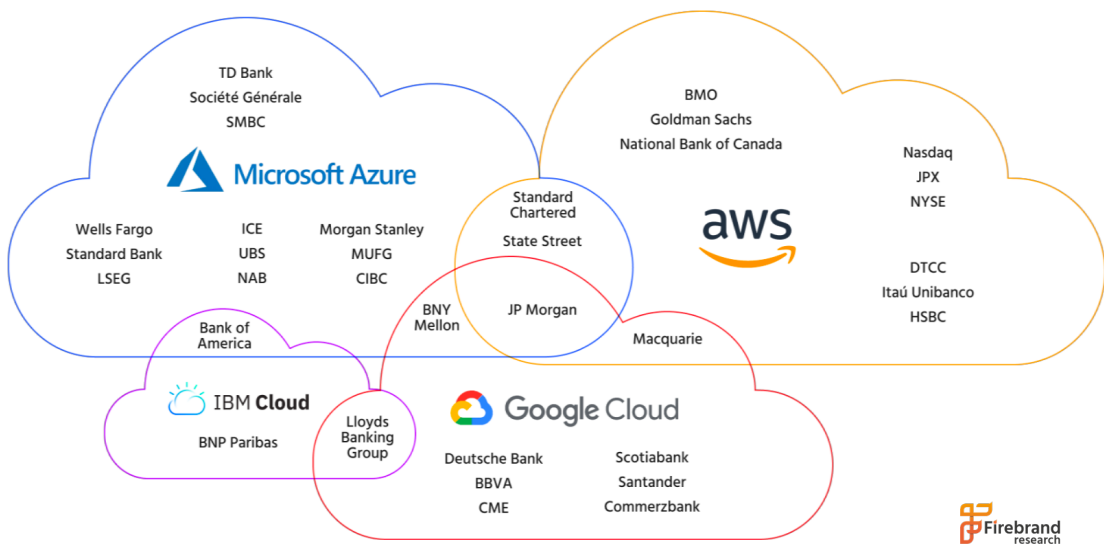 TD Bank
Société Générale
SMBC
Microsoft Azure
Wells Fargo
Standard Bank
LSEG
ICE
UBS
NAB
Morgan Stanley
MUFG
CIBC
Standard
Chartered
State Street
JP Morgan
BNY
Mellon
Bank
of America
BMO
Goldman Sachs
National Bank of Canada
aws
Nasdaq
JPX
NYSE
DTCC
Itaú Unibanco
HSBC
Macquarie
IBM Cloud
BNP Paribas
Lloyds
Banking
Group
Google Cloud
Deutsche Bank
BBVA
CME
Scotiabank
Santander
Commerzbank
Firebrand
research